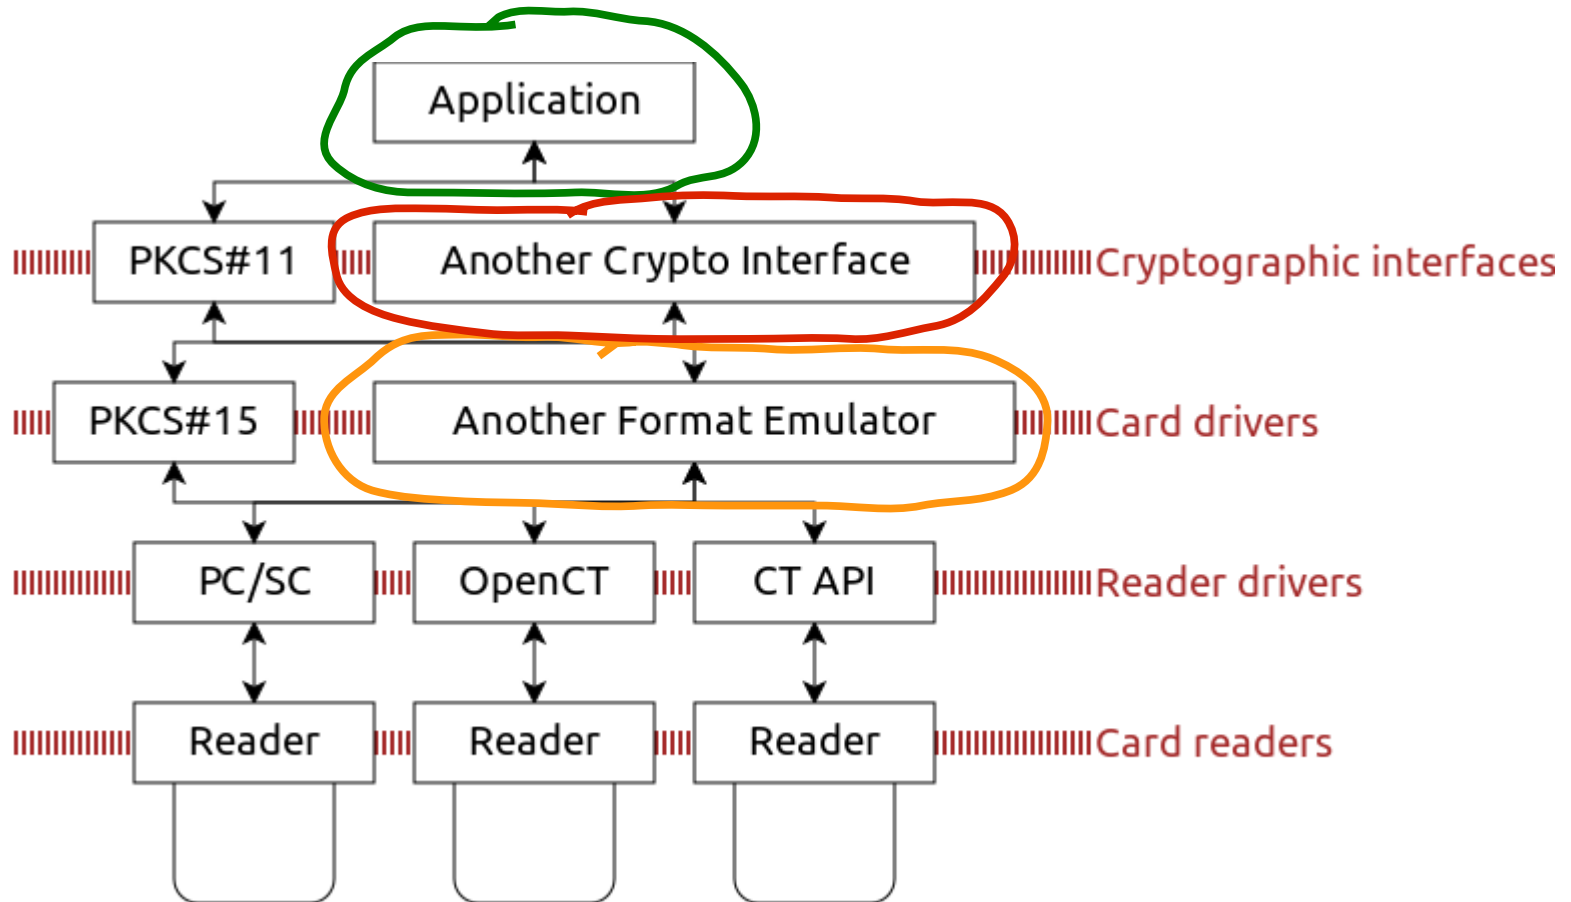 Application
PKCS#11 Another Crypto Interface Cryptographic interfaces
PKCS#15 Another Format Emulator Card drivers
PC/SC OpenCT CT API Reader drivers
Reader Reader Reader Card readers